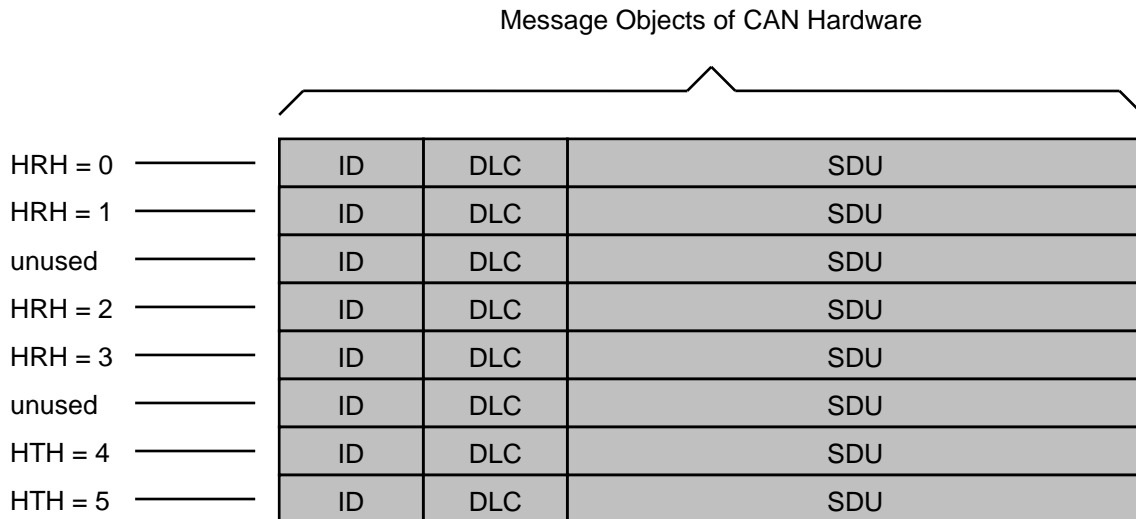 Message Objects of CAN Hardware
HRH = 0 ID DLC SDU
HRH = 1 ID DLC SDU
unused ID DLC SDU
HRH = 2 ID DLC SDU
HRH = 3 ID DLC SDU
unused ID DLC SDU
HTH = 4 ID DLC SDU
HTH = 5 ID DLC SDU